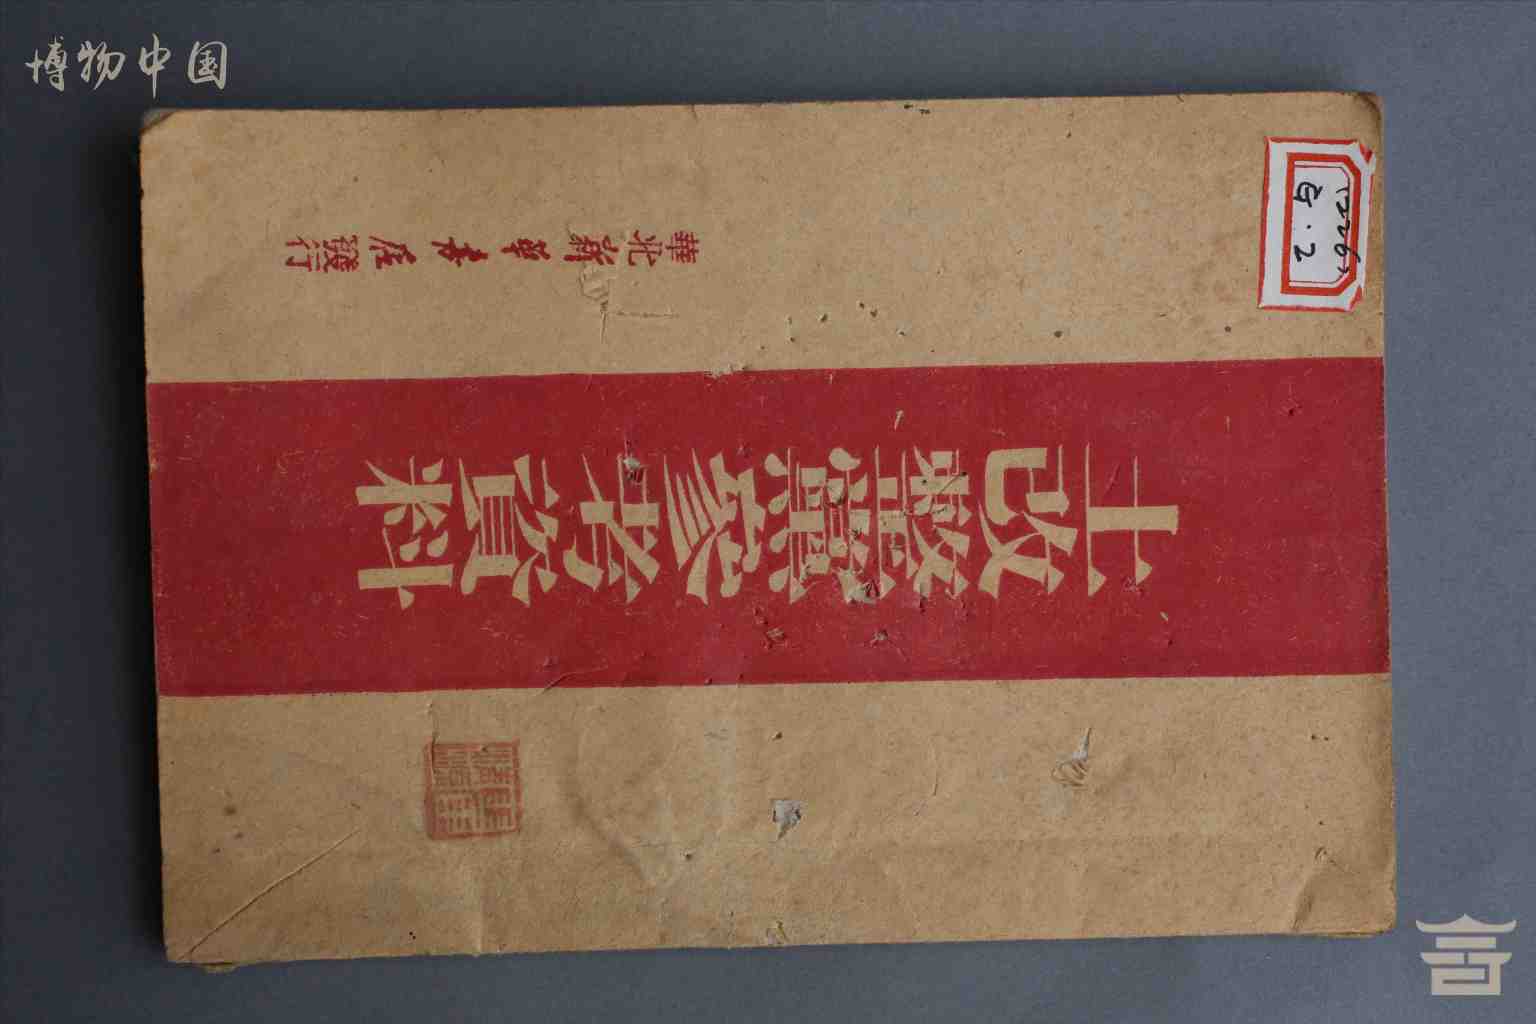 博物中国
土改整黨參考資料
華北新華書店發行